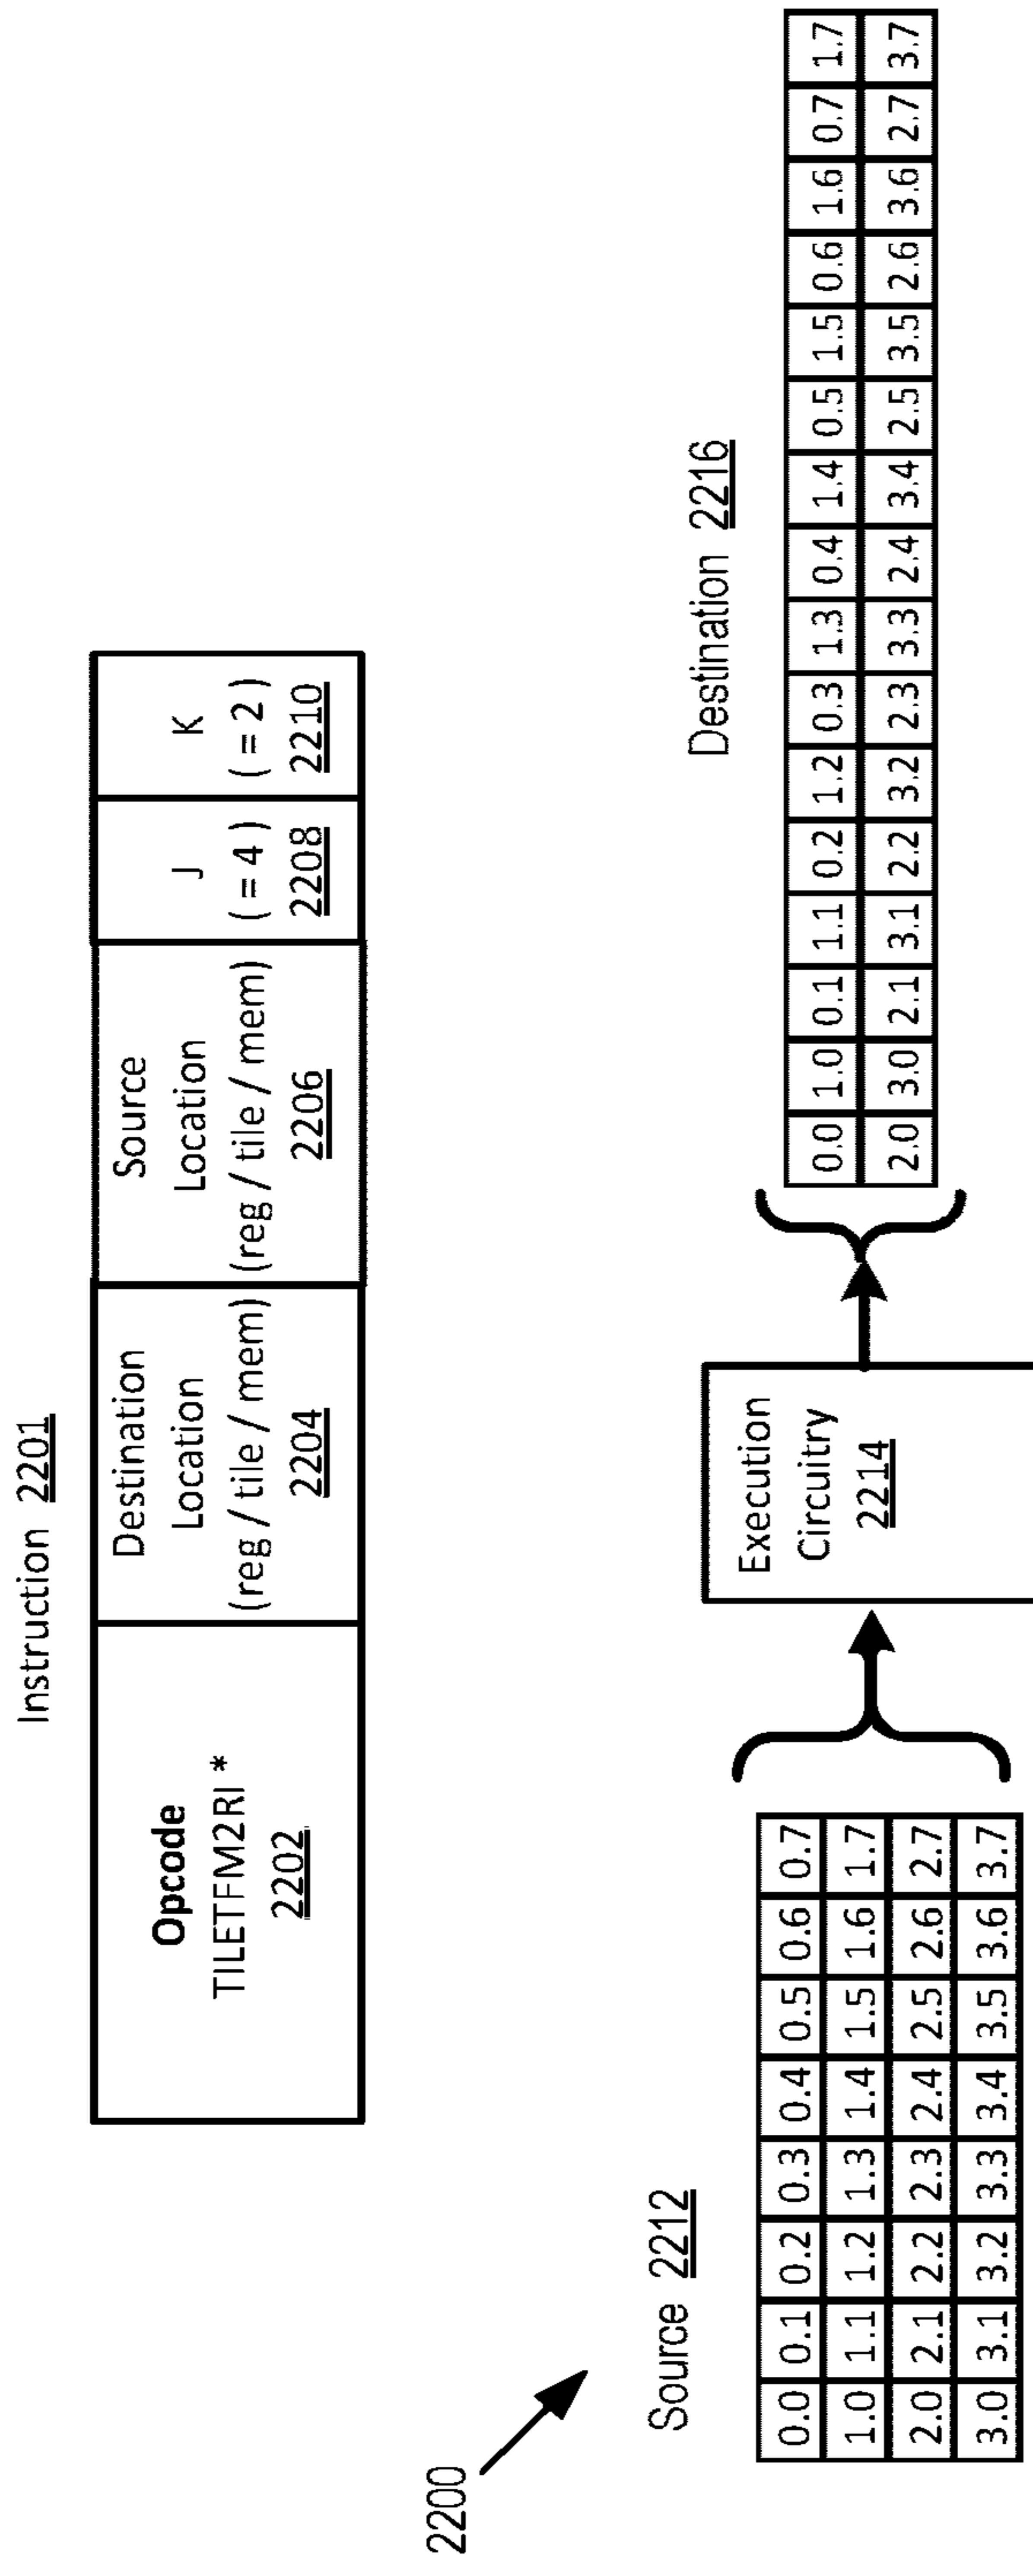 Instruction 2201
Opcode
TILETFM2RI *
2202
Destination
Location
(reg / tile / mem)
2204
Source
Location
(reg / tile / mem)
2206
J
( = 4 )
2208
K
( = 2 )
2210
2200
Source 2212
0.0 0.1 0.2 0.3 0.4 0.5 0.6 0.7
1.0 1.1 1.2 1.3 1.4 1.5 1.6 1.7
2.0 2.1 2.2 2.3 2.4 2.5 2.6 2.7
3.0 3.1 3.2 3.3 3.4 3.5 3.6 3.7
Execution
Circuitry
2214
Destination 2216
0.0 1.0 0.1 1.1 0.2 1.2 0.3 1.3 0.4 1.4 0.5 1.5 0.6 1.6 0.7 1.7
2.0 3.0 2.1 3.1 2.2 3.2 2.3 3.3 2.4 3.4 2.5 3.5 2.6 3.6 2.7 3.7